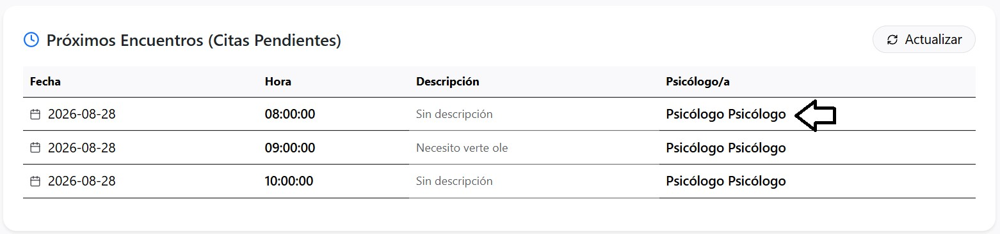 Próximos Encuentros (Citas Pendientes)
Actualizar
Fecha Hora Descripción Psicólogo/a
2026-08-28 08:00:00 Sin descripción Psicólogo Psicólogo
2026-08-28 09:00:00 Necesito verte ole Psicólogo Psicólogo
2026-08-28 10:00:00 Sin descripción Psicólogo Psicólogo